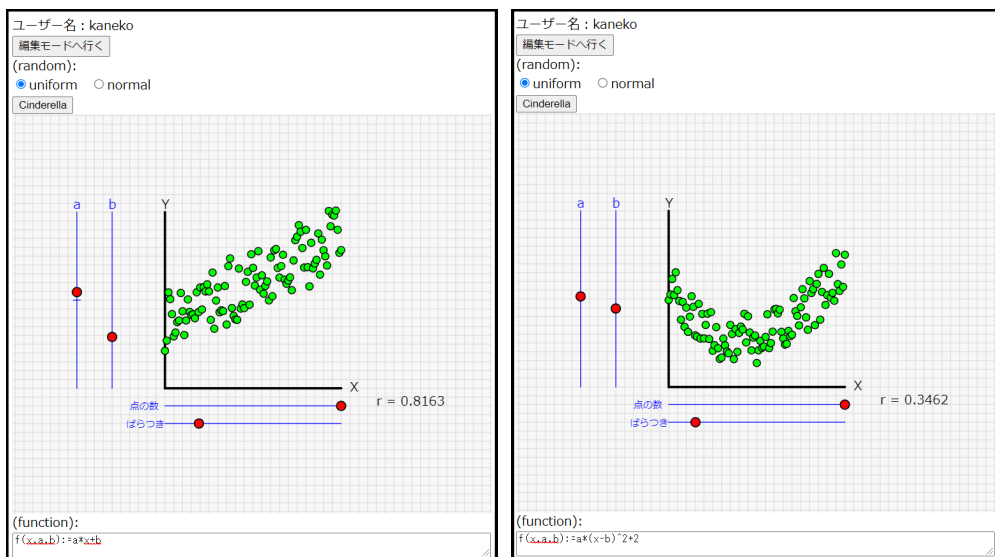 ユーザー名：kaneko
編集モードへ行く
(random):
uniform normal
Cinderella
a b Y
X
点の数
r = 0.8163
ばらつき
(function):
f(x,a,b):=a*x+b
ユーザー名：kaneko
編集モードへ行く
(random):
uniform normal
Cinderella
a b Y
X
点の数
r = 0.3462
ばらつき
(function):
f(x,a,b):=a*(x-b)^2+2